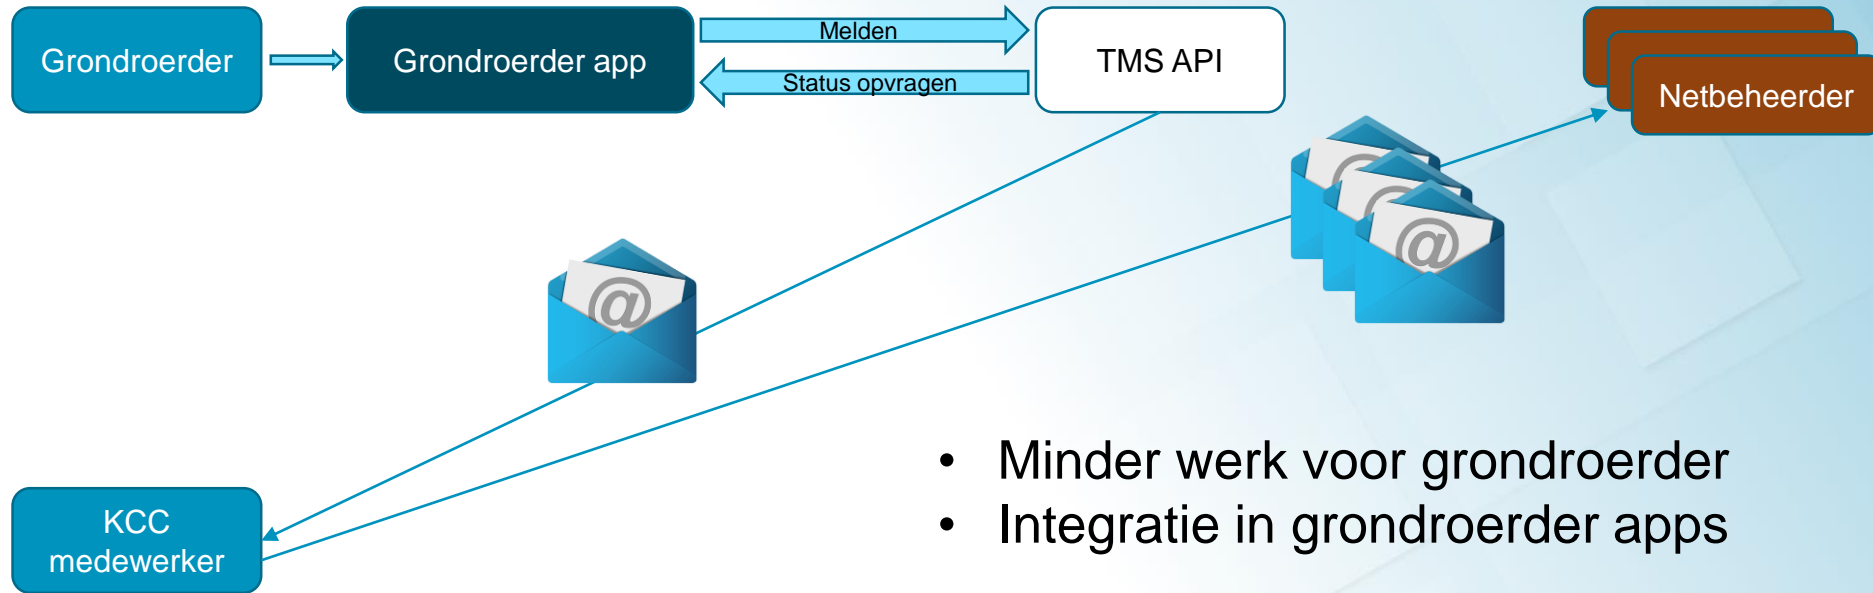 Grondroerder
Grondroerder app
Melden
Status opvragen
TMS API
Netbeheerder
@
@
@
@
KCC
medewerker
• Minder werk voor grondroerder
• Integratie in grondroerder apps